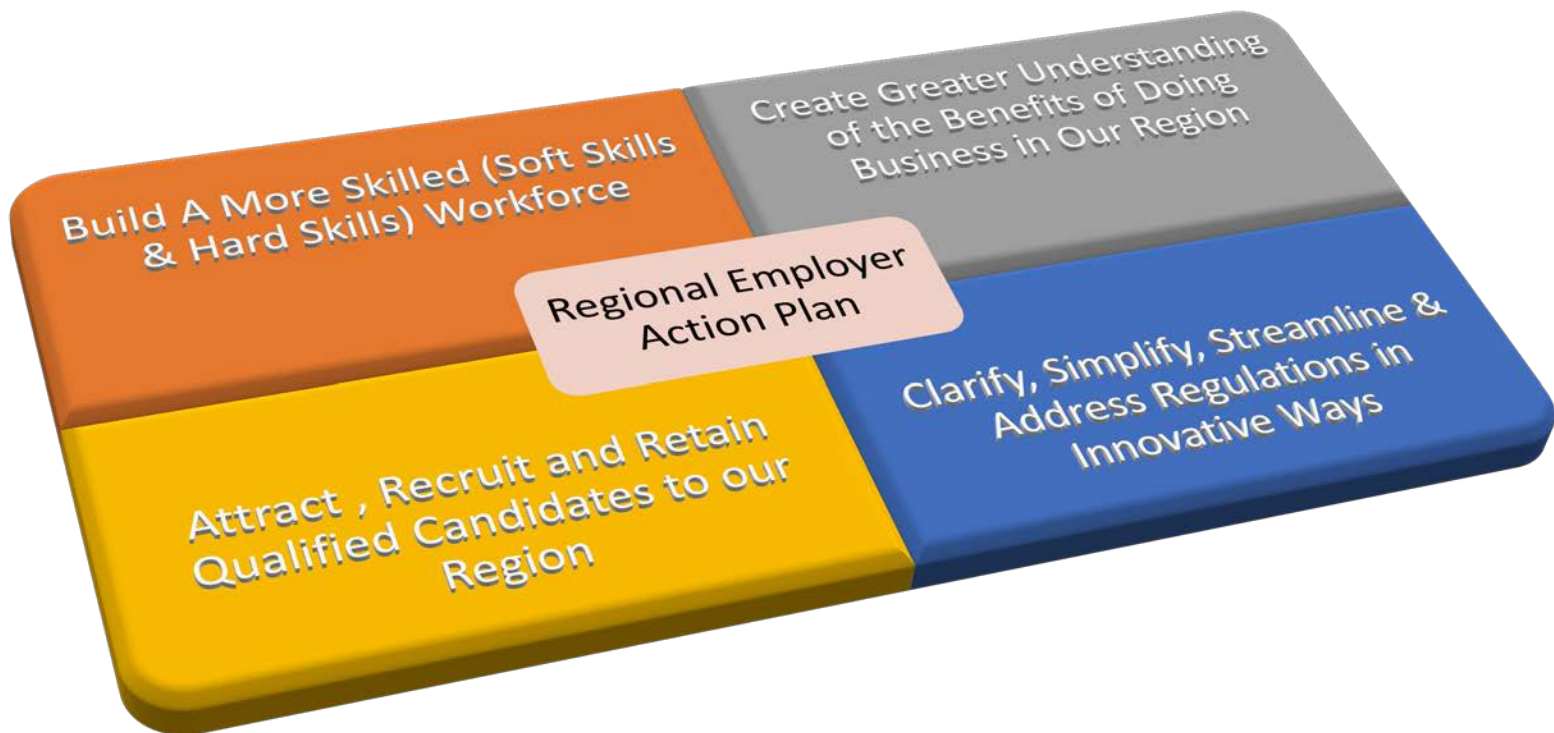 Build A More Skilled (Soft Skills
& Hard Skills) Workforce
Create Greater Understanding
of the Benefits of Doing
Business in Our Region
Regional Employer
Action Plan
Attract , Recruit and Retain
Qualified Candidates to our
Region
Clarify, Simplify, Streamline &
Address Regulations in
Innovative Ways